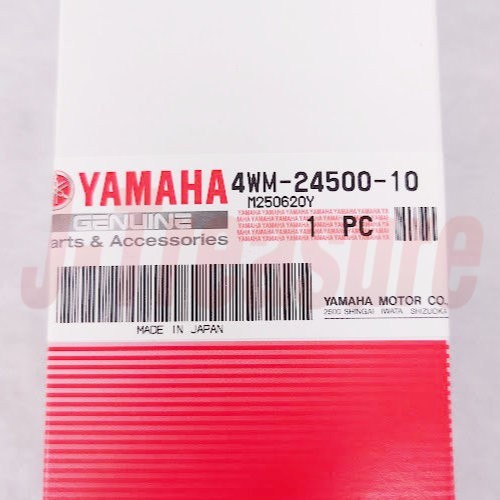 YAMAHA 4WM-24500-10
M250620Y
GENUINE
arts & Accessories
1 PC
MADE IN JAPAN
YAMAHA MOTOR CO.
2500 SHINGAI IWATA SHIZUOKA